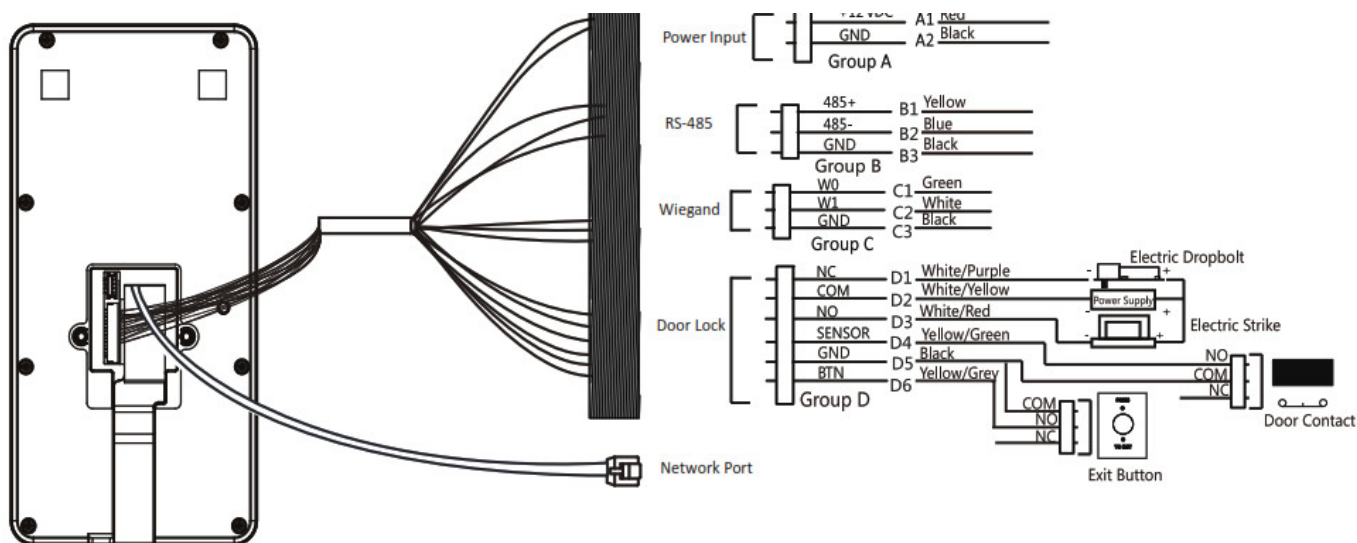 +12 VDC A1 Red
Power Input GND A2 Black
Group A
485+ B1 Yellow
RS-485 485- B2 Blue
GND B3 Black
Group B
W0 C1 Green
Wiegand W1 C2 White
GND C3 Black
Group C
Electric Dropbolt
NC D1 White/Purple - +
COM D2 White/Yellow Power Supply
Door Lock NO D3 White/Red - +
Electric Strike
SENSOR D4 Yellow/Green - +
GND D5 Black NO
BTN D6 Yellow/Grey COM
Group D NC
COM Door Contact
NO
NC
Network Port
Exit Button